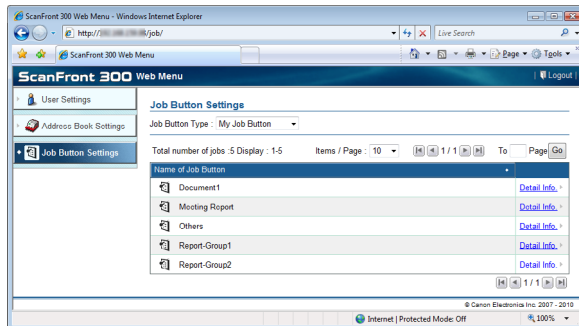 ScanFront 300 Web Menu - Windows Internet Explorer
http:// /job/
Live Search
ScanFront 300 Web Menu
Page
Tools
ScanFront 300 Web Menu
Logout
User Settings
Address Book Settings
Job Button Settings
Job Button Settings
Job Button Type : My Job Button
Total number of jobs :5 Display : 1-5 Items / Page : 10 1 / 1 To Page Go
Name of Job Button
Document1 Detail Info.
Meeting Report Detail Info.
Others Detail Info.
Report-Group1 Detail Info.
Report-Group2 Detail Info.
1 / 1
© Canon Electronics Inc. 2007 - 2010
Internet | Protected Mode: Off 100%